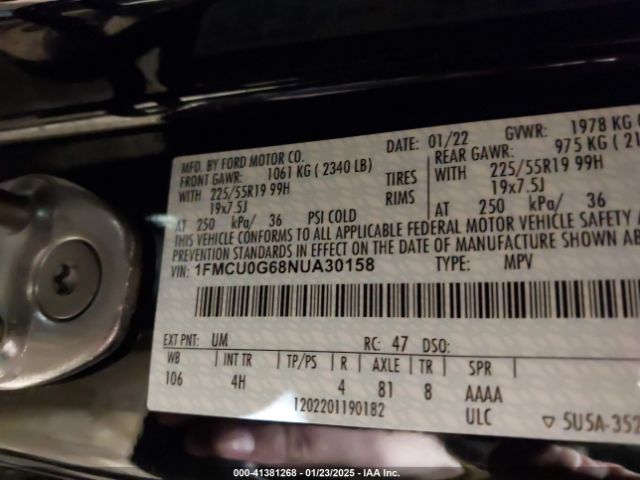 MFD. BY FORD MOTOR CO.
DATE: 01/22 GVWR: 1978 KG
FRONT GAWR: 1061 KG ( 2340 LB)
REAR GAWR: 975 KG (
WITH 225/55R19 99H TIRES WITH 225/55R19 99H
19x7.5J RIMS 19x7.5J
AT 250 kPa/ 36 PSI COLD AT 250 kPa/ 36
THIS VEHICLE CONFORMS TO ALL APPLICABLE FEDERAL MOTOR VEHICLE SAFETY
PREVENTION STANDARDS IN EFFECT ON THE DATE OF MANUFACTURE SHOWN
VIN: 1FMCU0G68NUA30158 TYPE: MPV
EXT PNT: UM RC: 47 DSO:
WB INT TR TP/PS R AXLE TR SPR
106 4H 4 81 8 AAAA
1202201190182 ULC ▽ 5U5A-352
000-41381268 - 01/23/2025 - IAA Inc.